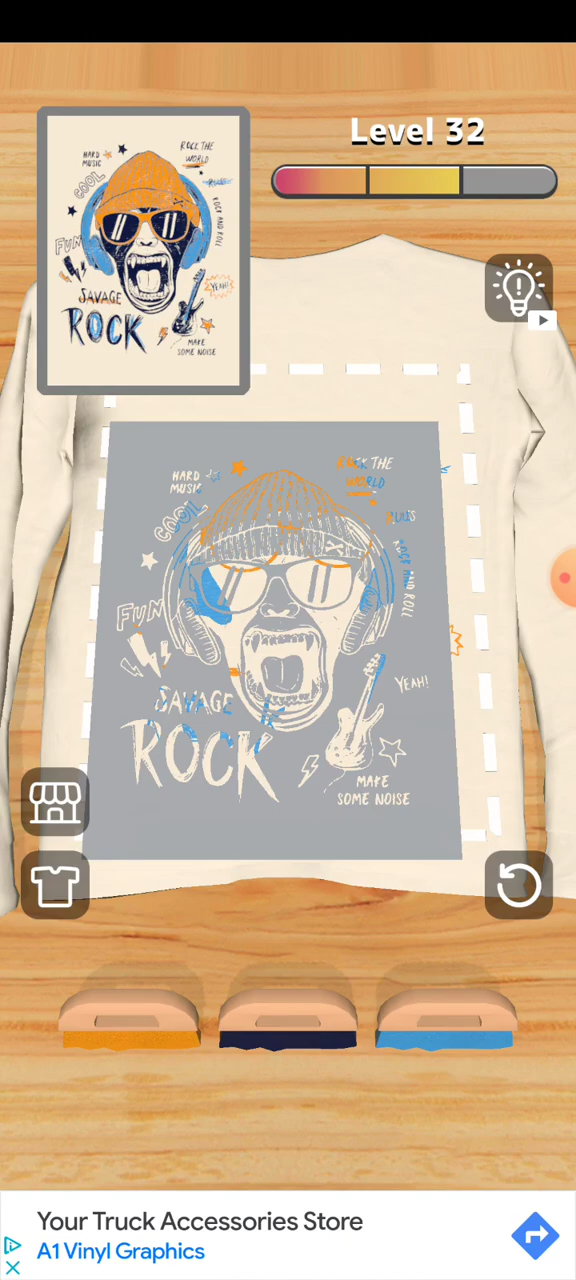 Level 32
HARD
MUSIC
ROCK THE
WORLD
COOL
ROCK AND ROLL
FUN
YEAH!
SAVAGE
ROCK
MAKE
SOME NOISE
HARD
MUSIC
ROCK THE
WORLD
COOL
ROCK AND ROLL
FUN
YEAH!
SAVAGE
ROCK
MAKE
SOME NOISE
Your Truck Accessories Store
A1 Vinyl Graphics